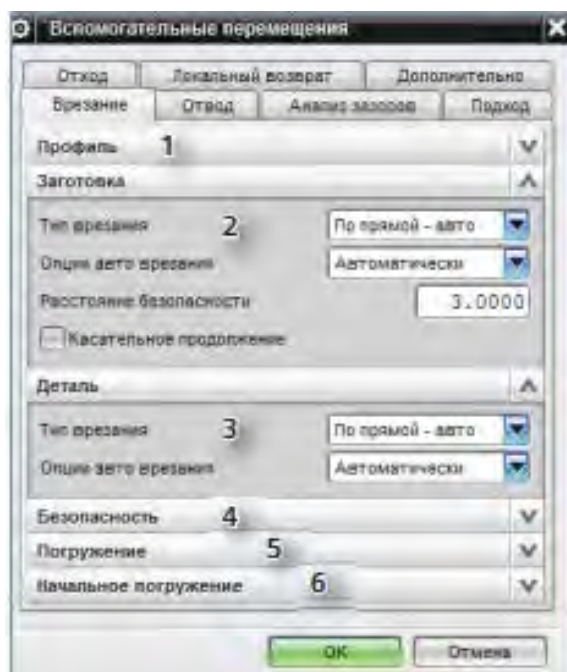 Вспомогательные перемещения
Отход Локальный возврат Дополнительно
Врезание Отвод Анализ зазоров Подход
Профиль 1
Заготовка
Тип врезания 2 По прямой - авто
Опции авто врезания Автоматически
Расстояние безопасности 3.0000
Касательное продолжение
Деталь
Тип врезания 3 По прямой - авто
Опции авто врезания Автоматически
Безопасность 4
Погружение 5
Начальное погружение 6
OK Отмена